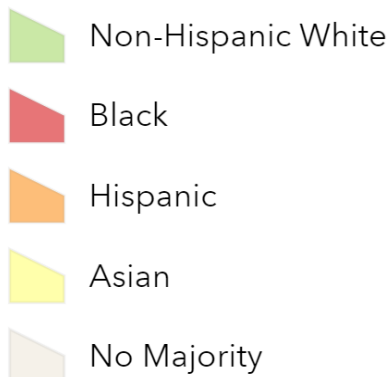 Non-Hispanic White
Black
Hispanic
Asian
No Majority